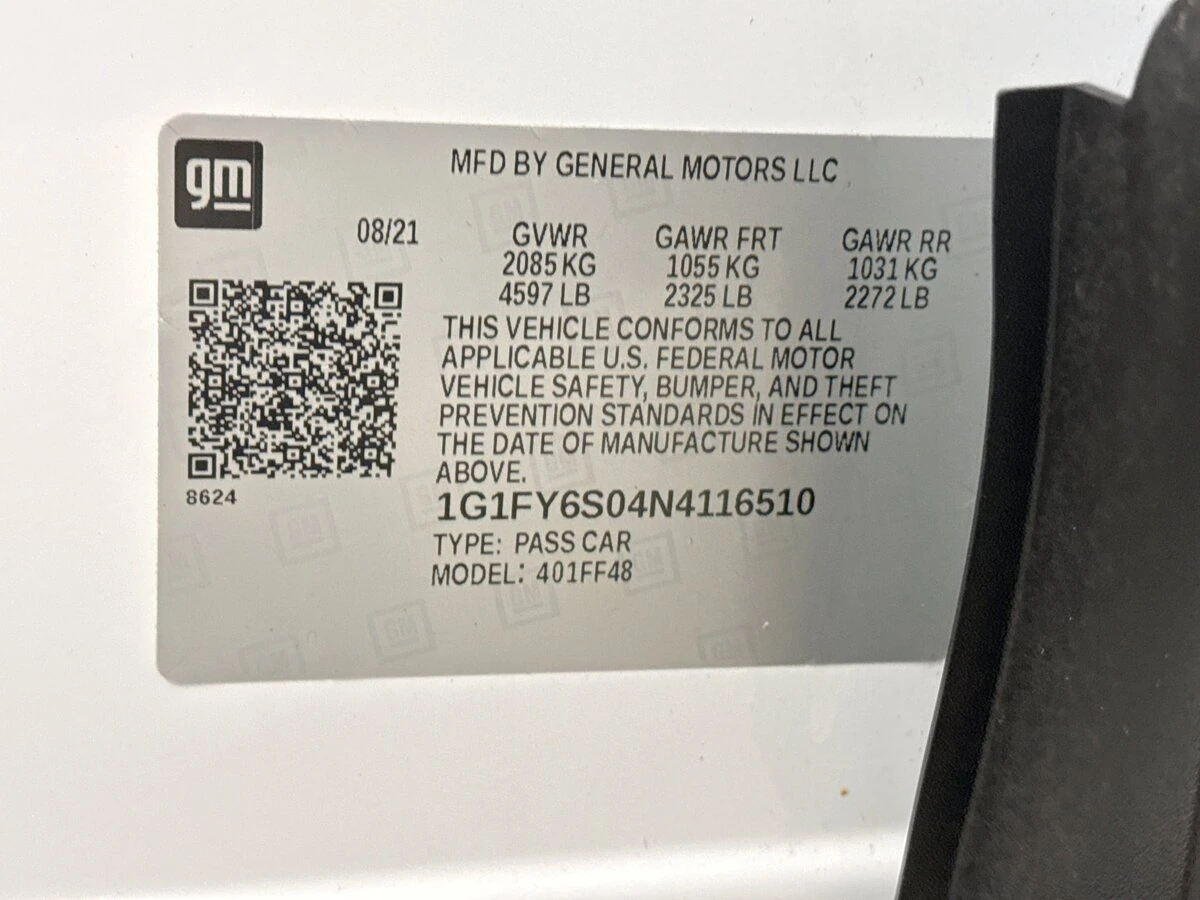 gm
MFD BY GENERAL MOTORS LLC
08/21 GVWR GAWR FRT GAWR RR
2085 KG 1055 KG 1031 KG
4597 LB 2325 LB 2272 LB
THIS VEHICLE CONFORMS TO ALL
APPLICABLE U.S. FEDERAL MOTOR
VEHICLE SAFETY, BUMPER, AND THEFT
PREVENTION STANDARDS IN EFFECT ON
THE DATE OF MANUFACTURE SHOWN
ABOVE.
8624
1G1FY6S04N4116510
TYPE: PASS CAR
MODEL: 401FF48